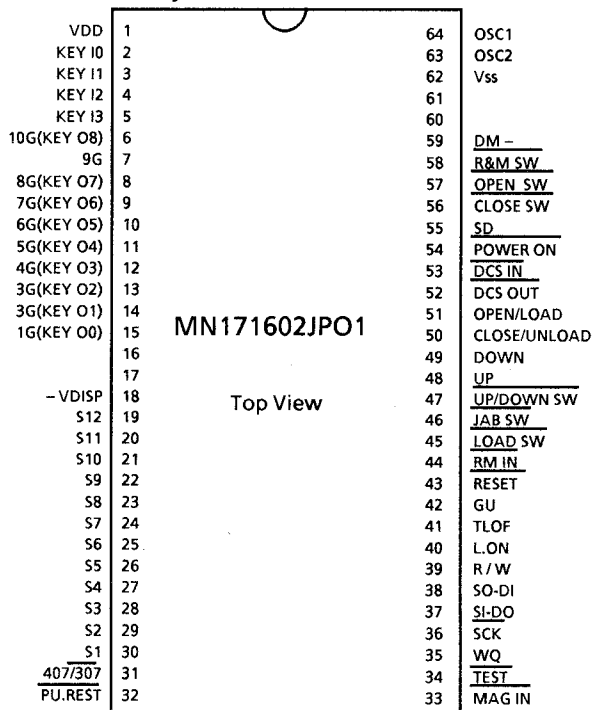 VDD 1
KEY I0 2
KEY I1 3
KEY I2 4
KEY I3 5
10G(KEY O8) 6
9G 7
8G(KEY O7) 8
7G(KEY O6) 9
6G(KEY O5) 10
5G(KEY O4) 11
4G(KEY O3) 12
3G(KEY O2) 13
3G(KEY O1) 14
1G(KEY O0) 15
16
17
– VDISP 18
S12 19
S11 20
S10 21
S9 22
S8 23
S7 24
S6 25
S5 26
S4 27
S3 28
S2 29
S1 30
407/307 31
PU.REST 32
MN171602JPO1
Top View
64 OSC1
63 OSC2
62 Vss
61
60
59 DM –
58 R&M SW
57 OPEN SW
56 CLOSE SW
55 SD
54 POWER ON
53 DCS IN
52 DCS OUT
51 OPEN/LOAD
50 CLOSE/UNLOAD
49 DOWN
48 UP
47 UP/DOWN SW
46 JAB SW
45 LOAD SW
44 RM IN
43 RESET
42 GU
41 TLOF
40 L.ON
39 R / W
38 SO-DI
37 SI-DO
36 SCK
35 WQ
34 TEST
33 MAG IN